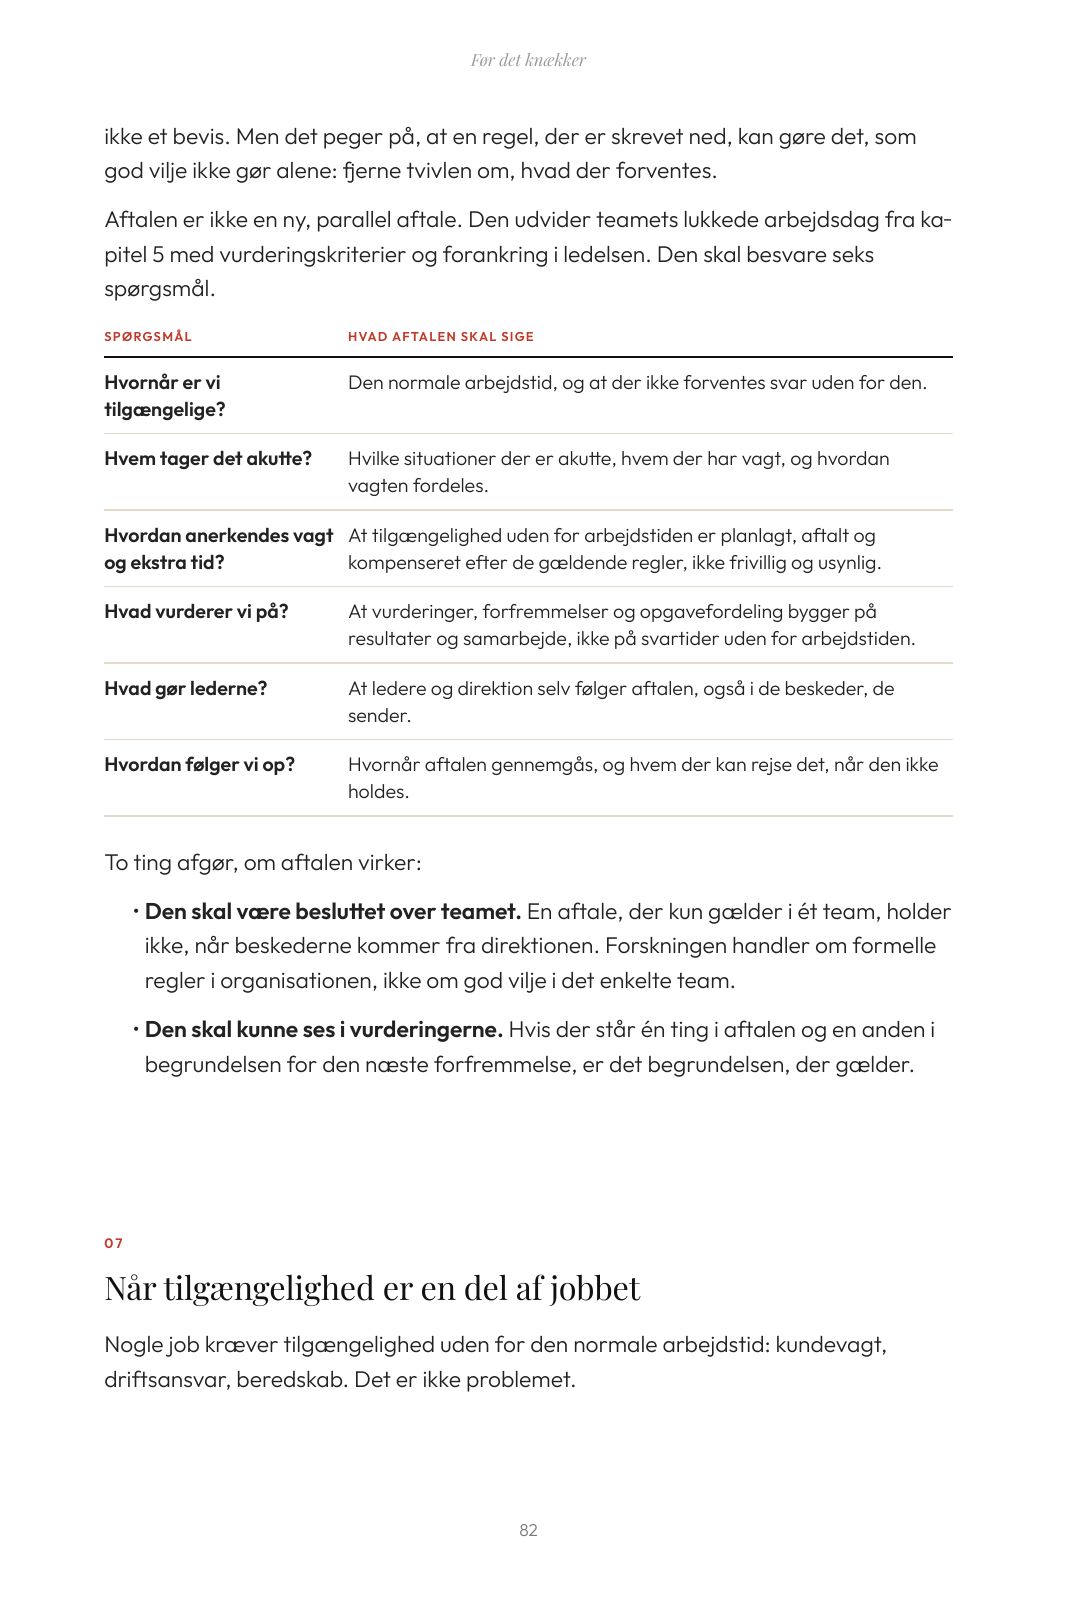 Før det knækker
ikke et bevis. Men det peger på, at en regel, der er skrevet ned, kan gøre det, som
god vilje ikke gør alene: fjerne tvivlen om, hvad der forventes.
Aftalen er ikke en ny, parallel aftale. Den udvider teamets lukkede arbejdsdag fra ka-
pitel 5 med vurderingskriterier og forankring i ledelsen. Den skal besvare seks
spørgsmål.
SPØRGSMÅL HVAD AFTALEN SKAL SIGE
Hvornår er vi Den normale arbejdstid, og at der ikke forventes svar uden for den.
tilgængelige?
Hvem tager det akutte? Hvilke situationer der er akutte, hvem der har vagt, og hvordan
vagten fordeles.
Hvordan anerkendes vagt At tilgængelighed uden for arbejdstiden er planlagt, aftalt og
og ekstra tid? kompenseret efter de gældende regler, ikke frivillig og usynlig.
Hvad vurderer vi på? At vurderinger, forfremmelser og opgavefordeling bygger på
resultater og samarbejde, ikke på svartider uden for arbejdstiden.
Hvad gør lederne? At ledere og direktion selv følger aftalen, også i de beskeder, de
sender.
Hvordan følger vi op? Hvornår aftalen gennemgås, og hvem der kan rejse det, når den ikke
holdes.
To ting afgør, om aftalen virker:
• Den skal være besluttet over teamet. En aftale, der kun gælder i ét team, holder
ikke, når beskederne kommer fra direktionen. Forskningen handler om formelle
regler i organisationen, ikke om god vilje i det enkelte team.
• Den skal kunne ses i vurderingerne. Hvis der står én ting i aftalen og en anden i
begrundelsen for den næste forfremmelse, er det begrundelsen, der gælder.
07
Når tilgængelighed er en del af jobbet
Nogle job kræver tilgængelighed uden for den normale arbejdstid: kundevagt,
driftsansvar, beredskab. Det er ikke problemet.
82